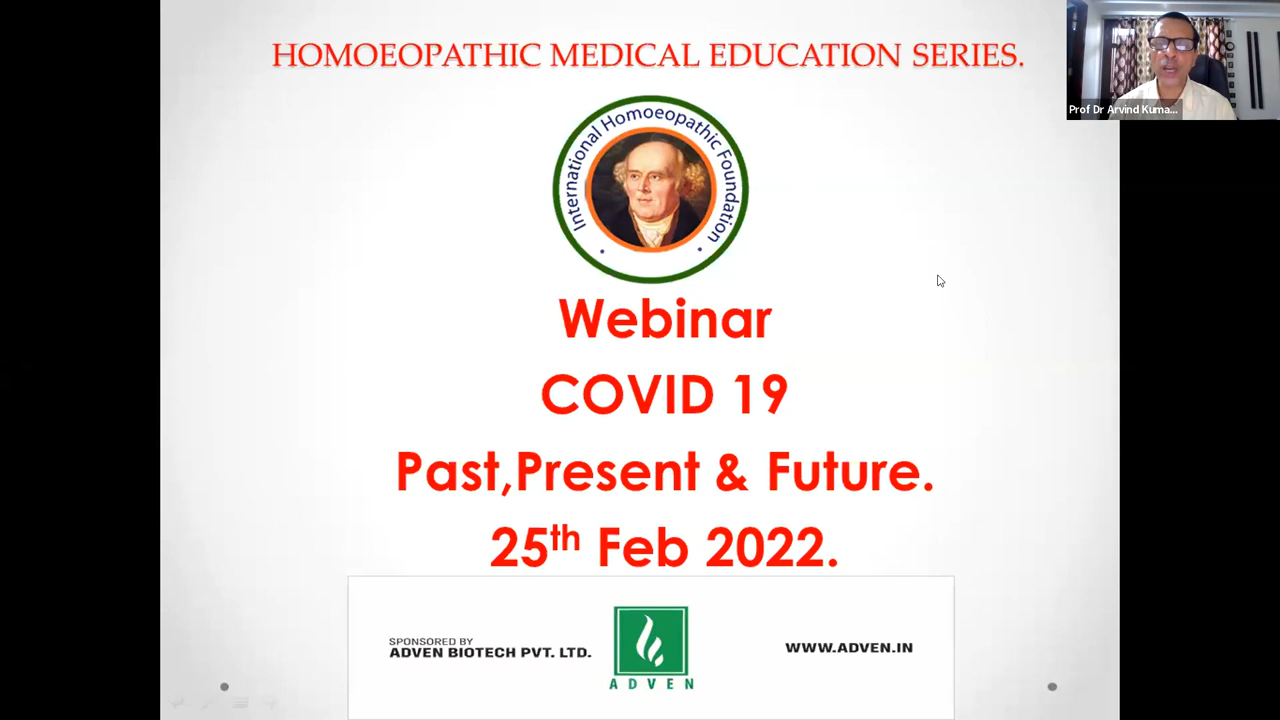 HOMOEOPATHIC MEDICAL EDUCATION SERIES.
Prof Dr Arvind Kuma...
International Homoeopathic Foundation
Webinar
COVID 19
Past,Present & Future.
25th Feb 2022.
SPONSORED BY
ADVEN BIOTECH PVT. LTD.
ADVEN
WWW.ADVEN.IN